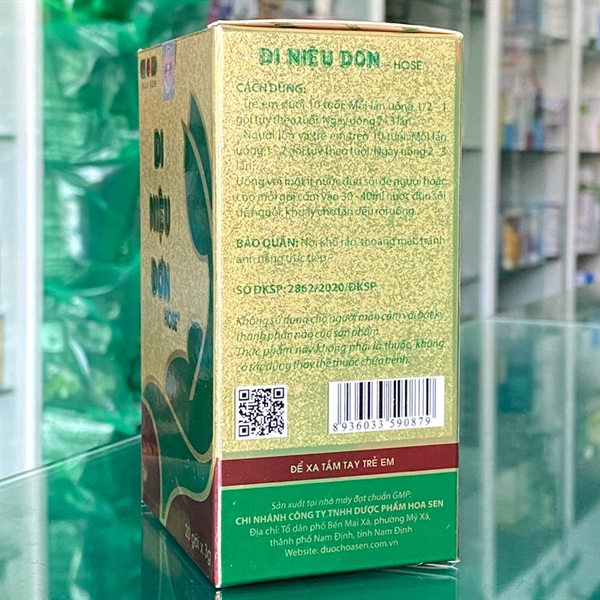 DI NIỆU DON HOSE
CÁCH DÙNG:
Trẻ em dưới 10 tuổi: Mỗi lần uống 1/2 - 1
gói tùy theo tuổi. Ngày uống 2 - 3 lần.
Người lớn và trẻ em trên 10 tuổi: Mỗi lần
uống 1 - 2 gói tùy theo tuổi. Ngày uống 2 - 3
lần.
Uống với một ít nước đun sôi để nguội hoặc
cho mỗi gói cốm vào 30 - 40ml nước đun sôi
để nguội, khuấy cho tan đều rồi uống.
BẢO QUẢN: Nơi khô ráo, thoáng mát, tránh
ánh nắng trực tiếp.
SỐ ĐKSP: 2862/2020/ĐKSP
Không sử dụng cho người mẫn cảm với bất kỳ
thành phần nào của sản phẩm.
Thực phẩm này không phải là thuốc, không
có tác dụng thay thế thuốc chữa bệnh.
8 936033 590879
ĐỂ XA TẦM TAY TRẺ EM
Sản xuất tại nhà máy đạt chuẩn GMP:
CHI NHÁNH CÔNG TY TNHH DƯỢC PHẨM HOA SEN
Địa chỉ: Tổ dân phố Bến Mai Xá, phường Mỹ Xá,
thành phố Nam Định, tỉnh Nam Định
Website: duochoasen.com.vn
DI
NIỆU
DON
HOSE
20 gói x 3g